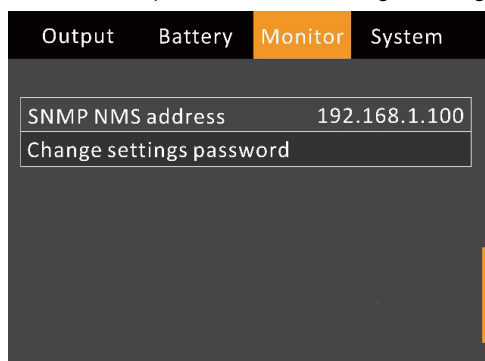 Output Battery Monitor System
SNMP NMS address 192.168.1.100
Change settings password